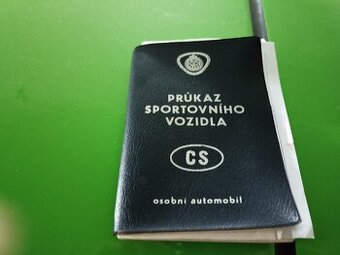 PRŮKAZ
SPORTOVNÍHO
VOZIDLA
CS
osobní automobil